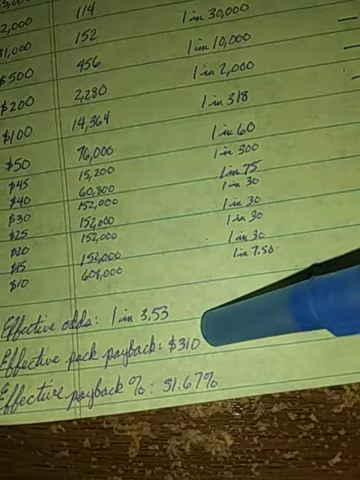 2,000 114 1 in 30,000
$1,000 152 1 in 10,000
$500 456 1 in 2,000
$200 2,280 1 in 318
$100 14,364 1 in 60
$50 76,000 1 in 300
$45 15,200 1 in 75
$40 60,800 1 in 30
$30 152,000 1 in 30
$25 152,000 1 in 30
$20 152,000 1 in 30
$15 152,000 1 in 7.50
$10 608,000
Effective odds: 1 in 3.53
Effective pack payback: $310
Effective payback %: 51.67%